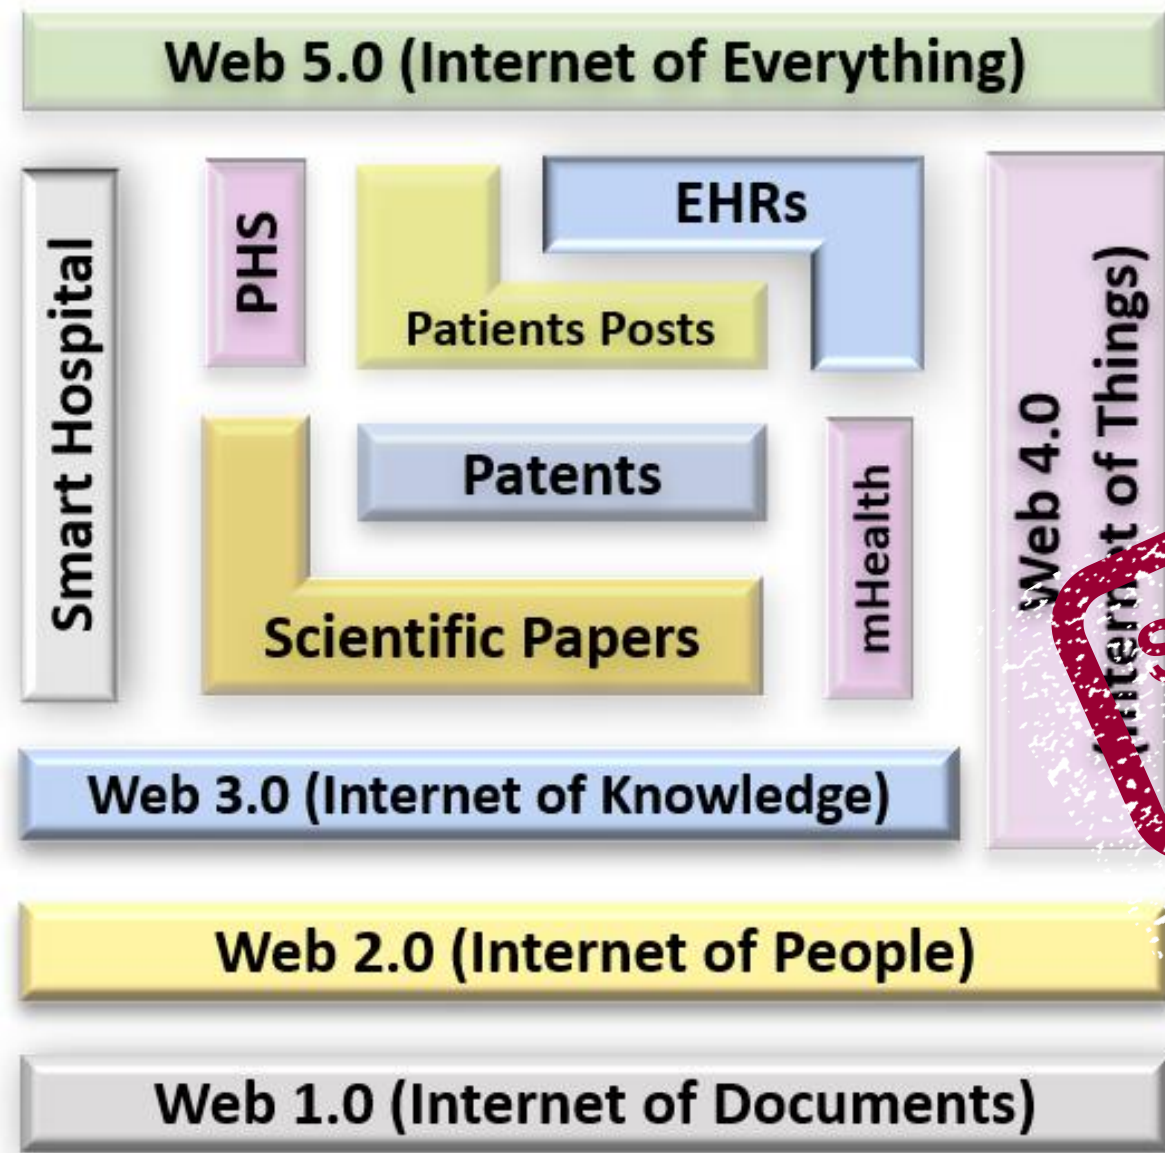 Web 5.0 (Internet of Everything)
Smart Hospital
PHS
Patients Posts
EHRs
Web 4.0
(Internet of Things)
Patents
mHealth
Scientific Papers
Web 3.0 (Internet of Knowledge)
Web 2.0 (Internet of People)
Web 1.0 (Internet of Documents)